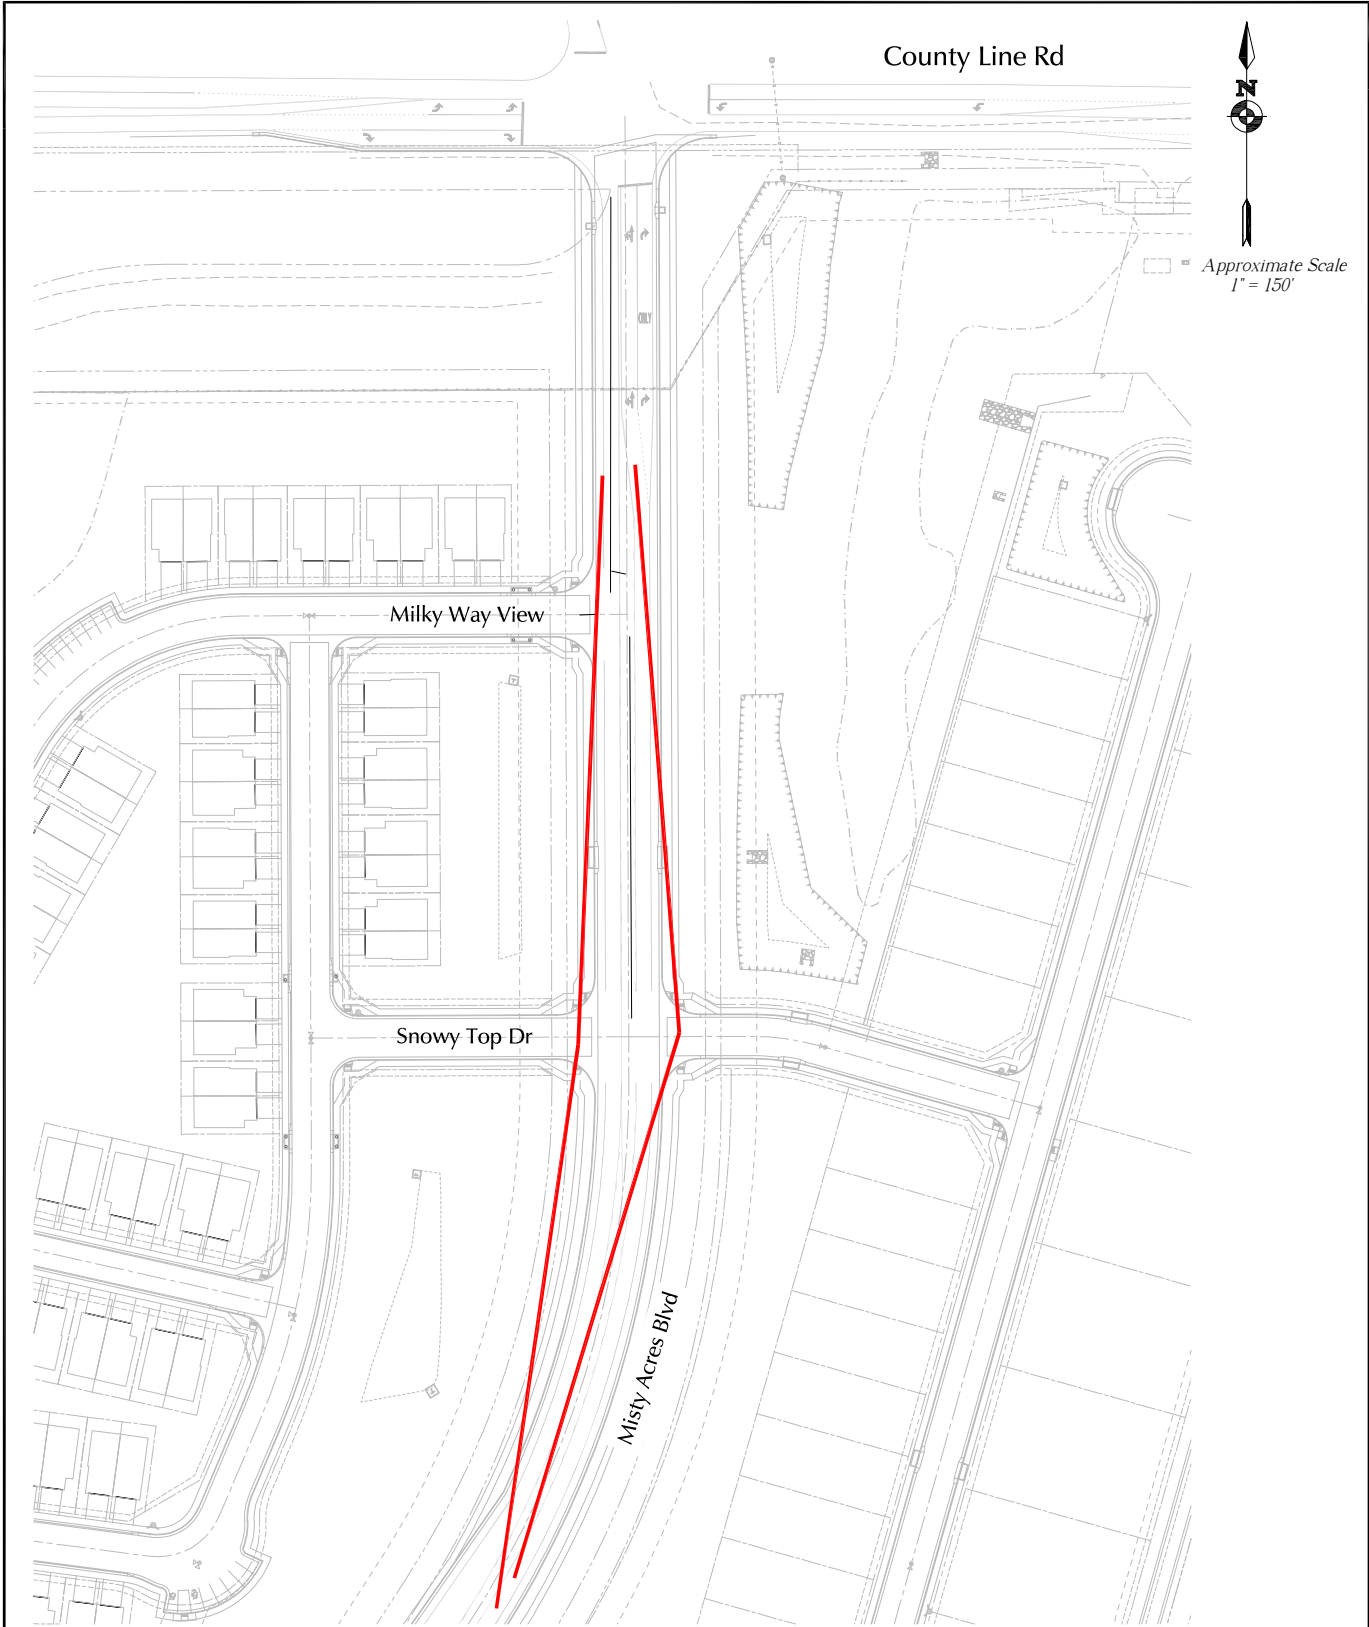 County Line Rd
N
Approximate Scale
1" = 150'
ONLY
Milky Way View
Snowy Top Dr
Misty Acres Blvd